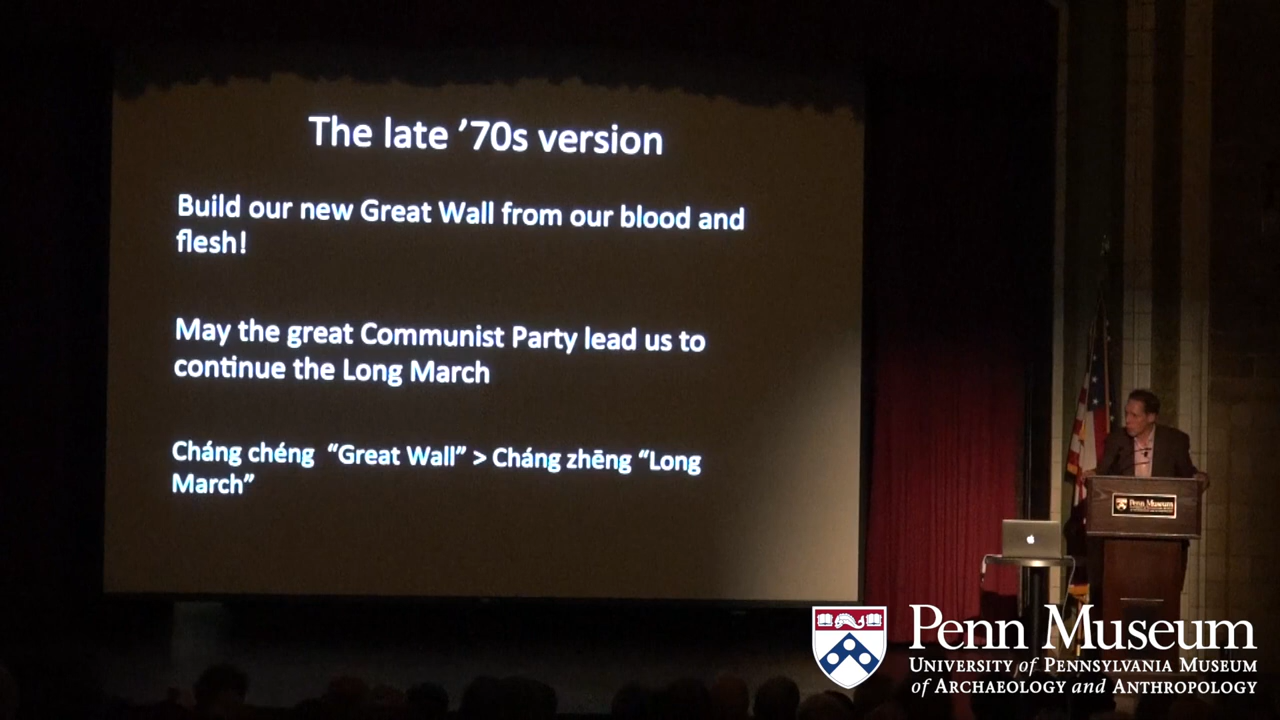 The late ’70s version
Build our new Great Wall from our blood and
flesh!
May the great Communist Party lead us to
continue the Long March
Cháng chéng “Great Wall” > Cháng zhēng “Long
March”
Penn Museum
Penn Museum
University of Pennsylvania Museum
of Archaeology and Anthropology